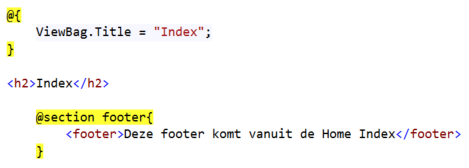 @{
    ViewBag.Title = "Index";
}
<h2>Index</h2>
    @section footer{
        <footer>Deze footer komt vanuit de Home Index</footer>
    }